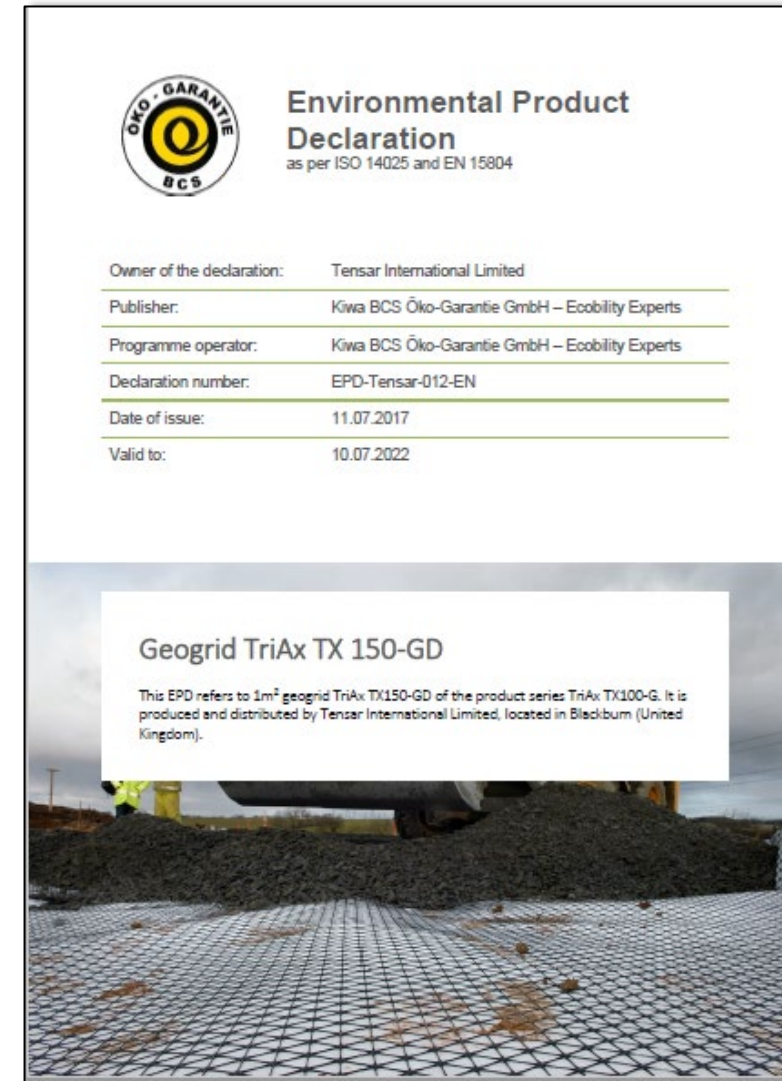 ÖKO - GARANTIE
BCS
Environmental Product
Declaration
as per ISO 14025 and EN 15804
Owner of the declaration: Tensar International Limited
Publisher: Kiwa BCS Öko-Garantie GmbH – Ecobility Experts
Programme operator: Kiwa BCS Öko-Garantie GmbH – Ecobility Experts
Declaration number: EPD-Tensar-012-EN
Date of issue: 11.07.2017
Valid to: 10.07.2022
Geogrid TriAx TX 150-GD
This EPD refers to 1m² geogrid TriAx TX150-GD of the product series TriAx TX100-G. It is
produced and distributed by Tensar International Limited, located in Blackburn (United
Kingdom).